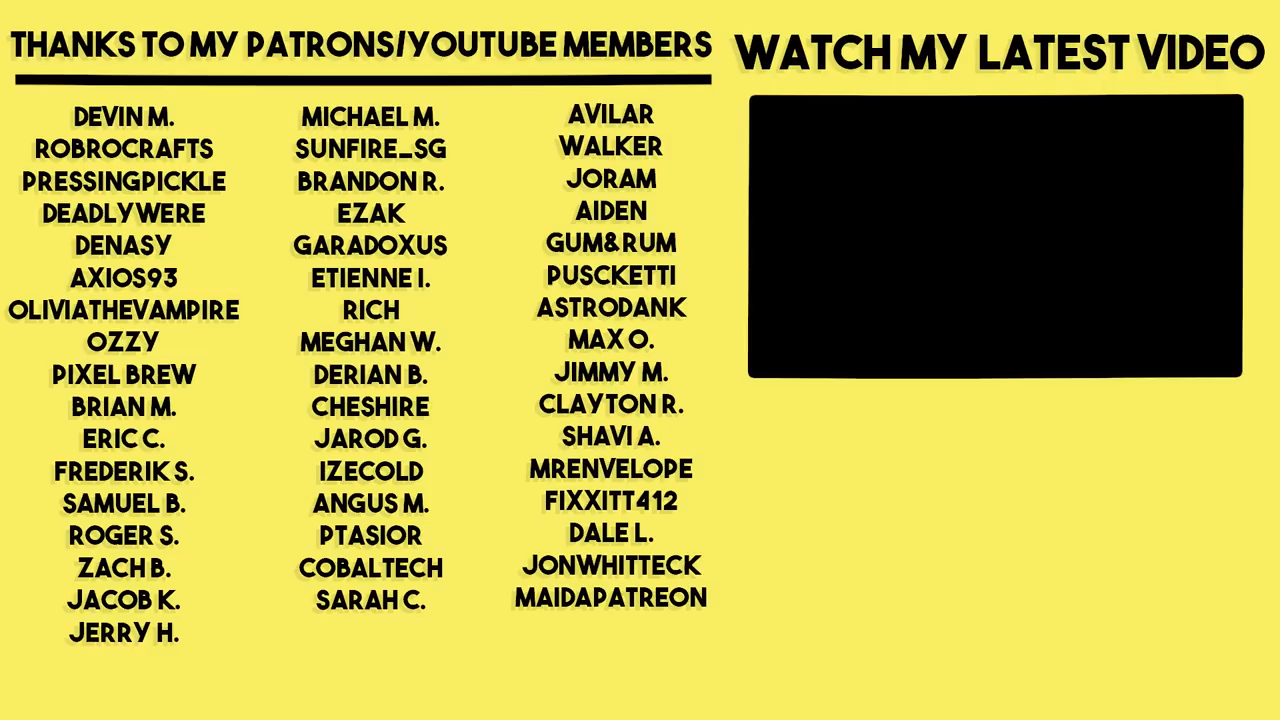 THANKS TO MY PATRONS/YOUTUBE MEMBERS
DEVIN M.
ROBROCRAFTS
PRESSINGPICKLE
DEADLYWERE
DENASY
AXIOS93
OLIVIATHEVAMPIRE
OZZY
PIXEL BREW
BRIAN M.
ERIC C.
FREDERIK S.
SAMUEL B.
ROGER S.
ZACH B.
JACOB K.
JERRY H.
MICHAEL M.
SUNFIRE_SG
BRANDON R.
EZAK
GARADOXUS
ETIENNE I.
RICH
MEGHAN W.
DERIAN B.
CHESHIRE
JAROD G.
IZECOLD
ANGUS M.
PTASIOR
COBALTECH
SARAH C.
AVILAR
WALKER
JORAM
AIDEN
GUM&RUM
PUSCKETTI
ASTRODANK
MAX O.
JIMMY M.
CLAYTON R.
SHAVI A.
MRENVELOPE
FIXXITT412
DALE L.
JONWHITTECK
MAIDAPATREON
WATCH MY LATEST VIDEO